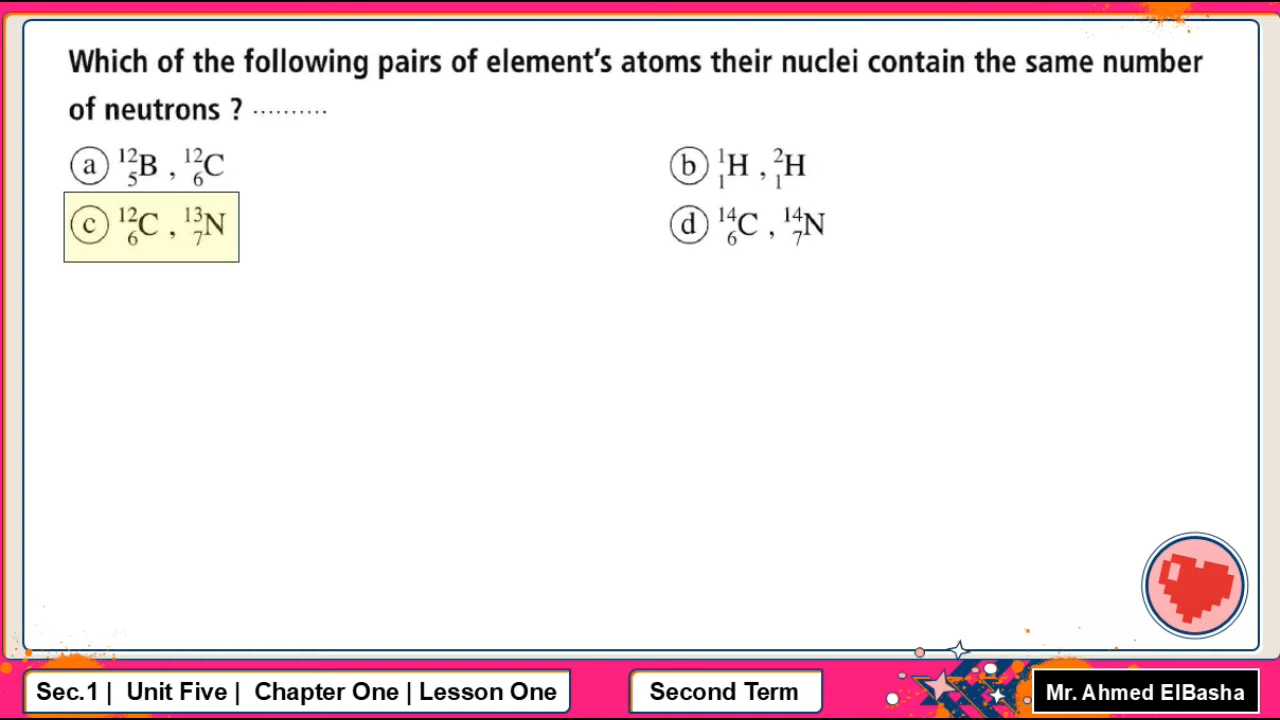 Which of the following pairs of element's atoms their nuclei contain the same number
of neutrons ? ..........
ⓐ ¹²₅B , ¹²₆C
ⓑ ¹₁H , ²₁H
ⓒ ¹²₆C , ¹³₇N
ⓓ ¹⁴₆C , ¹⁴₇N
Sec.1 | Unit Five | Chapter One | Lesson One
Second Term
Mr. Ahmed ElBasha